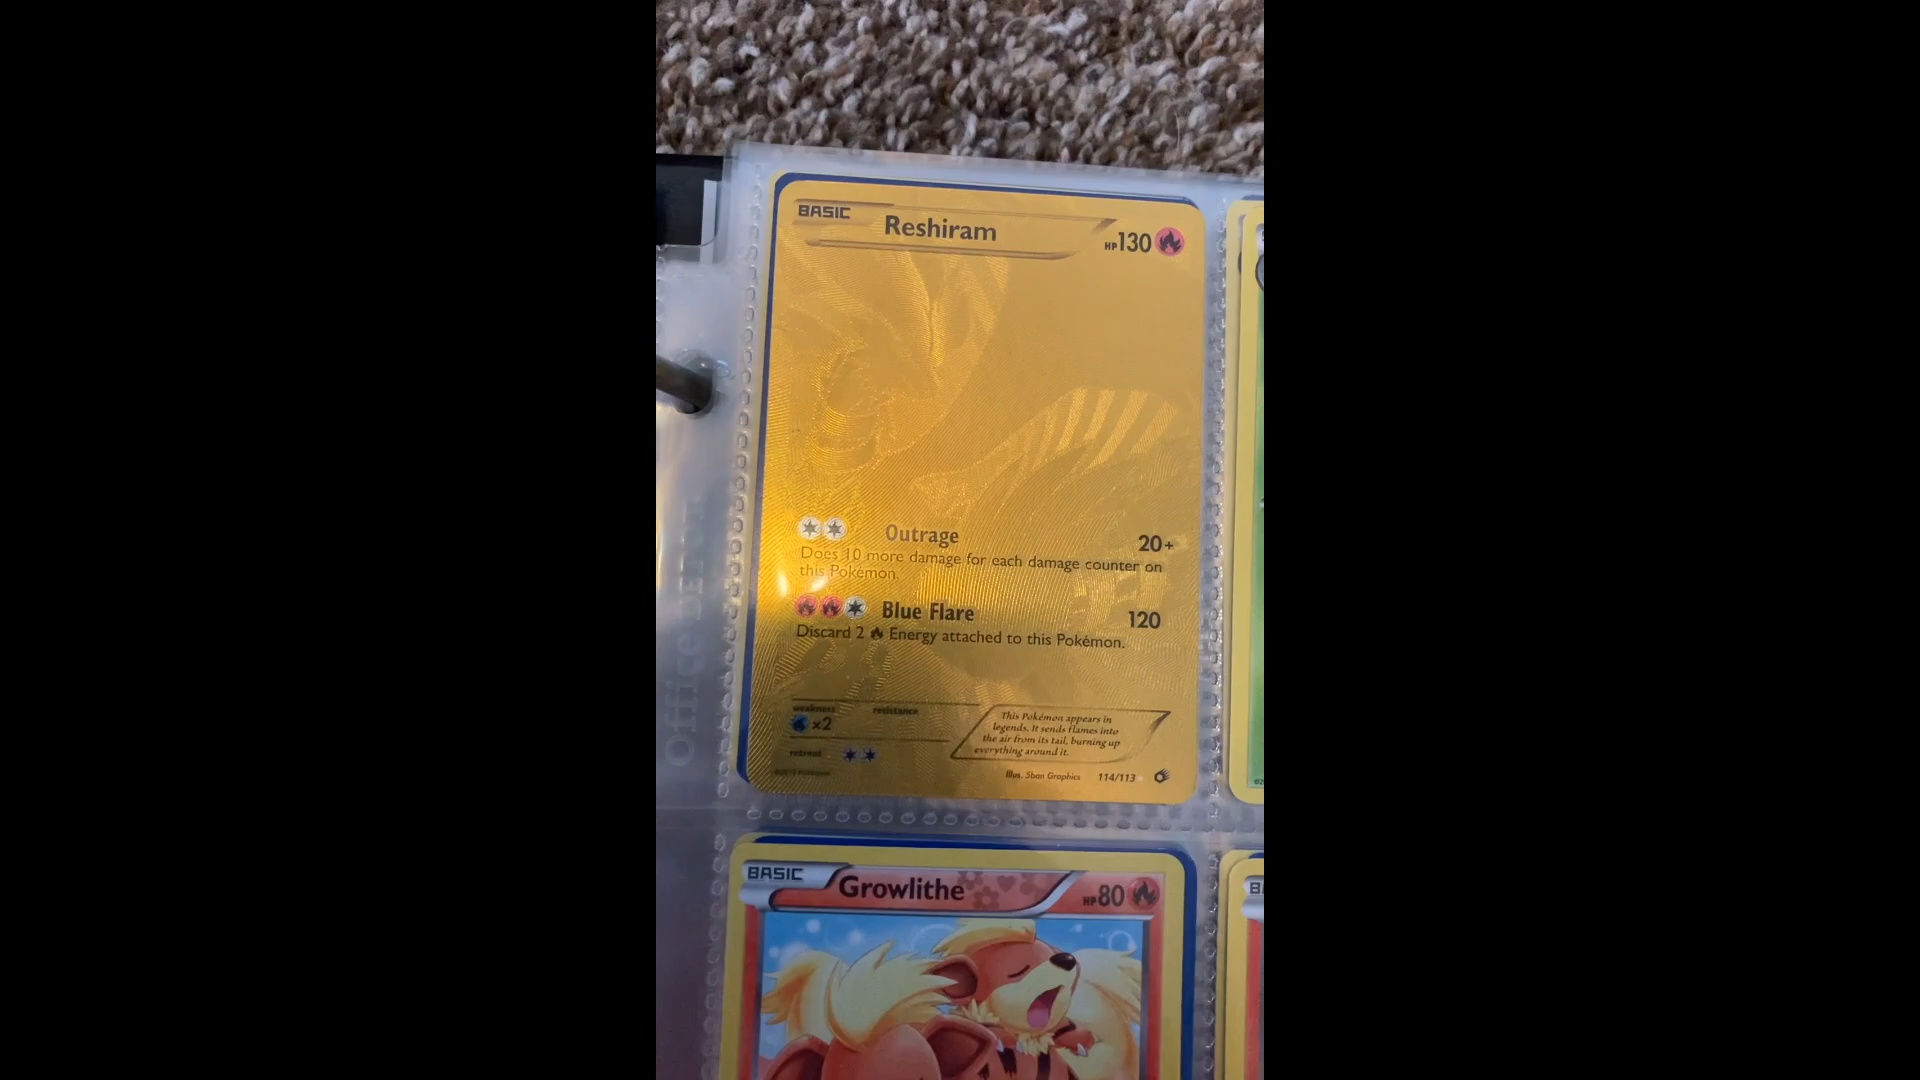 BASIC Reshiram HP130
Outrage 20+
Does 10 more damage for each damage counter on
this Pokémon.
Blue Flare 120
Discard 2 Energy attached to this Pokémon.
weakness resistance
×2
retreat
This Pokémon appears in
legends. It sends flames into
the air from its tail, burning up
everything around it.
Illus. 5ban Graphics 114/113
Office DEPOT
BASIC Growlithe HP80